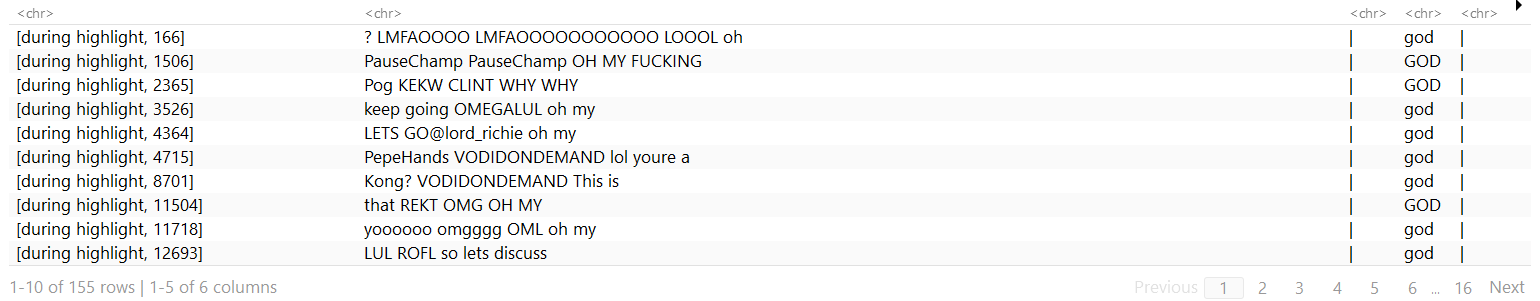 <chr> <chr> <chr> <chr> <chr>
[during highlight, 166] ? LMFAOOOO LMFAOOOOOOOOOOO LOOOL oh | god |
[during highlight, 1506] PauseChamp PauseChamp OH MY FUCKING | GOD |
[during highlight, 2365] Pog KEKW CLINT WHY WHY | GOD |
[during highlight, 3526] keep going OMEGALUL oh my | god |
[during highlight, 4364] LETS GO@lord_richie oh my | god |
[during highlight, 4715] PepeHands VODIDONDEMAND lol youre a | god |
[during highlight, 8701] Kong? VODIDONDEMAND This is | god |
[during highlight, 11504] that REKT OMG OH MY | GOD |
[during highlight, 11718] yoooooo omgggg OML oh my | god |
[during highlight, 12693] LUL ROFL so lets discuss | god |
1-10 of 155 rows | 1-5 of 6 columns Previous 1 2 3 4 5 6 ... 16 Next